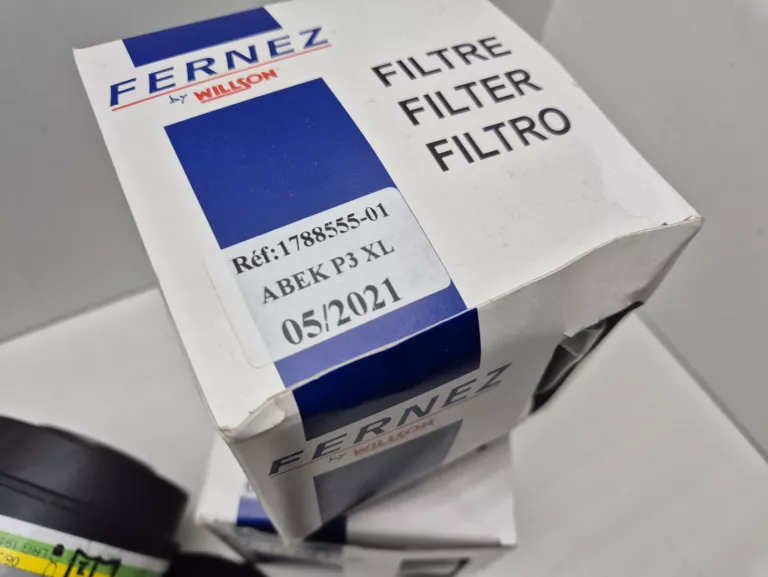 FERNEZ
by WILLSON
FILTRE
FILTER
FILTRO
Réf:1788555-01
ABEK P3 XL
05/2021
FERNEZ
by WILLSON